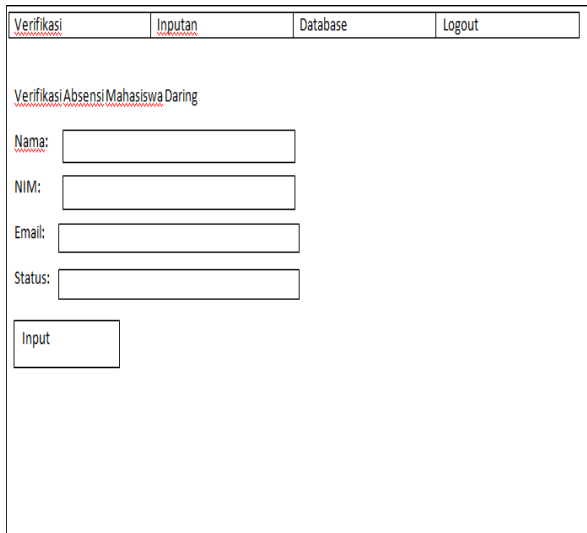 Verifikasi Inputan Database Logout
Verifikasi Absensi Mahasiswa Daring
Nama:
NIM:
Email:
Status:
Input